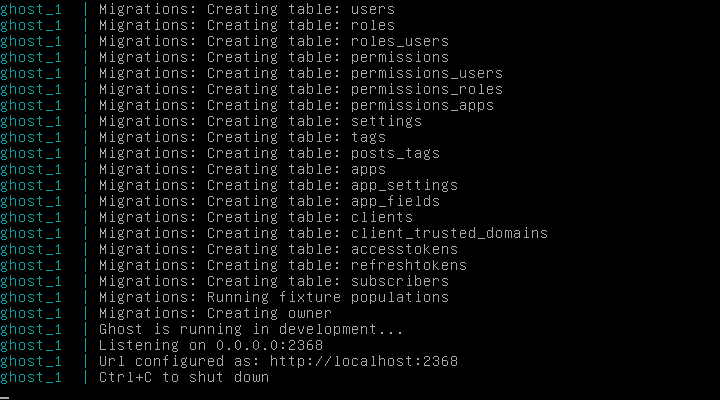 ghost_1  | Migrations: Creating table: users
ghost_1  | Migrations: Creating table: roles
ghost_1  | Migrations: Creating table: roles_users
ghost_1  | Migrations: Creating table: permissions
ghost_1  | Migrations: Creating table: permissions_users
ghost_1  | Migrations: Creating table: permissions_roles
ghost_1  | Migrations: Creating table: permissions_apps
ghost_1  | Migrations: Creating table: settings
ghost_1  | Migrations: Creating table: tags
ghost_1  | Migrations: Creating table: posts_tags
ghost_1  | Migrations: Creating table: apps
ghost_1  | Migrations: Creating table: app_settings
ghost_1  | Migrations: Creating table: app_fields
ghost_1  | Migrations: Creating table: clients
ghost_1  | Migrations: Creating table: client_trusted_domains
ghost_1  | Migrations: Creating table: accesstokens
ghost_1  | Migrations: Creating table: refreshtokens
ghost_1  | Migrations: Creating table: subscribers
ghost_1  | Migrations: Running fixture populations
ghost_1  | Migrations: Creating owner
ghost_1  | Ghost is running in development...
ghost_1  | Listening on 0.0.0.0:2368
ghost_1  | Url configured as: http://localhost:2368
ghost_1  | Ctrl+C to shut down